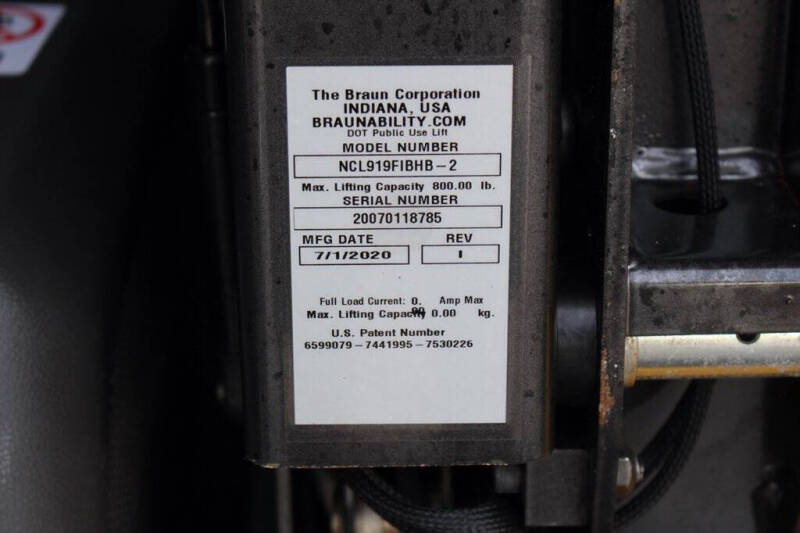 The Braun Corporation
INDIANA, USA
BRAUNABILITY.COM
DOT Public Use Lift
MODEL NUMBER
NCL919FIBHB-2
Max. Lifting Capacity 800.00 lb.
SERIAL NUMBER
20070118785
MFG DATE REV
7/1/2020 I
Full Load Current: 0.00 Amp Max
Max. Lifting Capacity 0.00 kg.
U.S. Patent Number
6599079-7441995-7530226